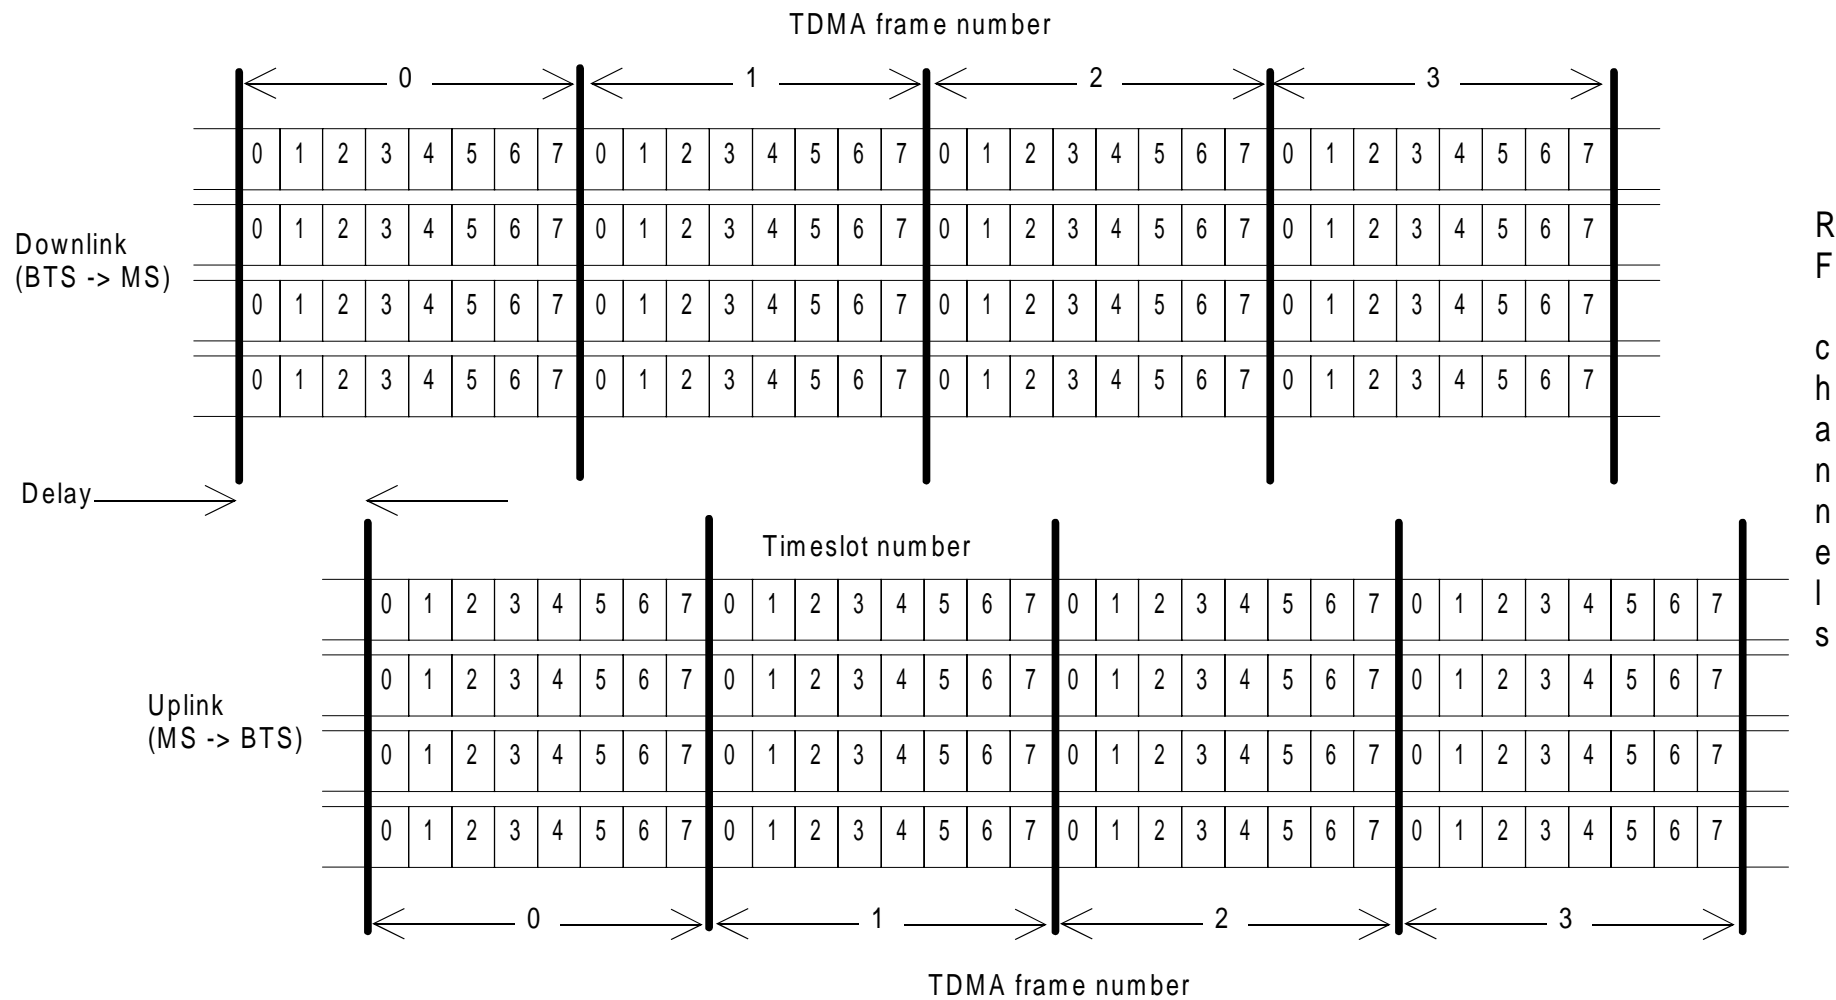 TDMA frame number
0 1 2 3
0 1 2 3 4 5 6 7 0 1 2 3 4 5 6 7 0 1 2 3 4 5 6 7 0 1 2 3 4 5 6 7
0 1 2 3 4 5 6 7 0 1 2 3 4 5 6 7 0 1 2 3 4 5 6 7 0 1 2 3 4 5 6 7
Downlink
(BTS -> MS)
0 1 2 3 4 5 6 7 0 1 2 3 4 5 6 7 0 1 2 3 4 5 6 7 0 1 2 3 4 5 6 7
0 1 2 3 4 5 6 7 0 1 2 3 4 5 6 7 0 1 2 3 4 5 6 7 0 1 2 3 4 5 6 7
Delay
Timeslot number
0 1 2 3 4 5 6 7 0 1 2 3 4 5 6 7 0 1 2 3 4 5 6 7 0 1 2 3 4 5 6 7
0 1 2 3 4 5 6 7 0 1 2 3 4 5 6 7 0 1 2 3 4 5 6 7 0 1 2 3 4 5 6 7
Uplink
(MS -> BTS)
0 1 2 3 4 5 6 7 0 1 2 3 4 5 6 7 0 1 2 3 4 5 6 7 0 1 2 3 4 5 6 7
0 1 2 3 4 5 6 7 0 1 2 3 4 5 6 7 0 1 2 3 4 5 6 7 0 1 2 3 4 5 6 7
0 1 2 3
TDMA frame number
RF channels